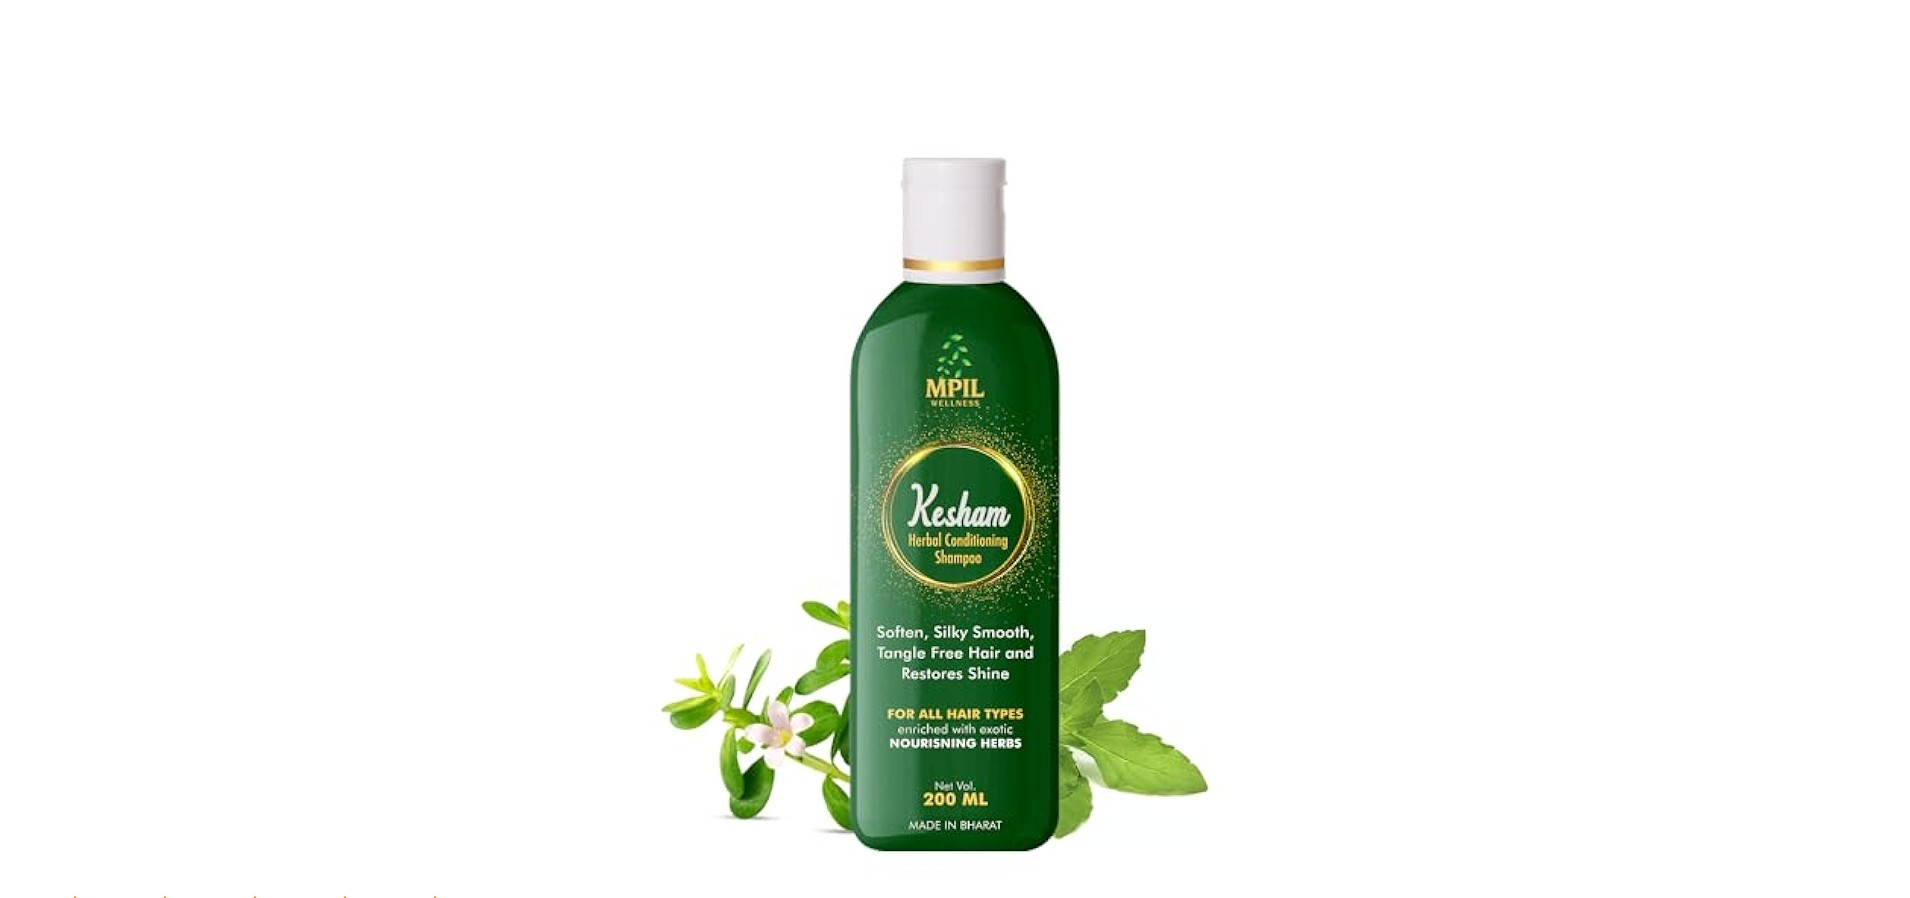 MPIL
WELLNESS
Kesham
Herbal Conditioning
Shampoo
Soften, Silky Smooth,
Tangle Free Hair and
Restores Shine
FOR ALL HAIR TYPES
enriched with exotic
NOURISNING HERBS
Net Vol.
200 ML
MADE IN BHARAT